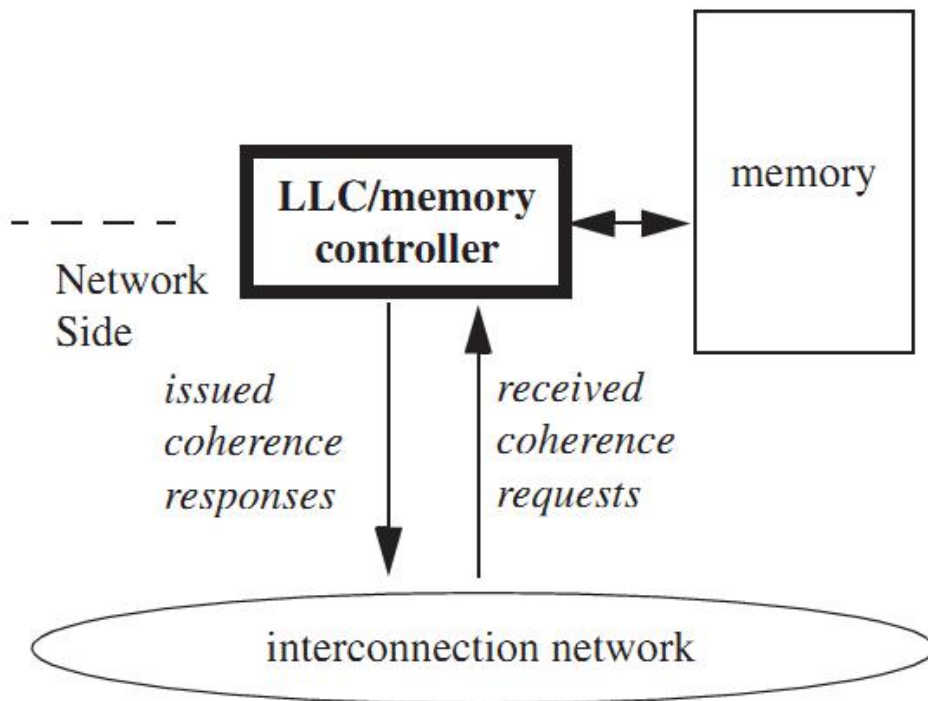 memory
LLC/memory
controller
Network
Side
issued
coherence
responses
received
coherence
requests
interconnection network